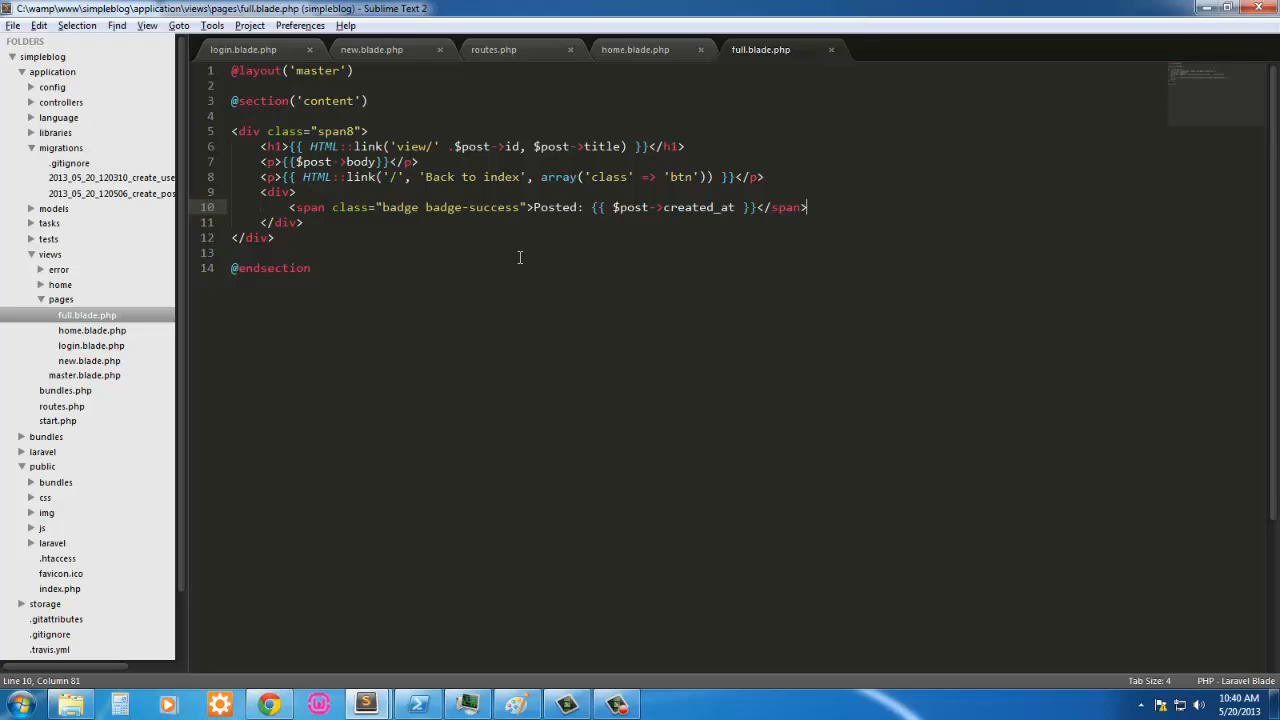 C:\wamp\www\simpleblog\application\views\pages\full.blade.php (simpleblog) - Sublime Text 2
File Edit Selection Find View Goto Tools Project Preferences Help
FOLDERS
simpleblog
application
config
controllers
language
libraries
migrations
.gitignore
2013_05_20_120310_create_use
2013_05_20_120506_create_pos
models
tasks
tests
views
error
home
pages
full.blade.php
home.blade.php
login.blade.php
new.blade.php
master.blade.php
bundles.php
routes.php
start.php
bundles
laravel
public
bundles
css
img
js
laravel
.htaccess
favicon.ico
index.php
storage
.gitattributes
.gitignore
.travis.yml
login.blade.php × new.blade.php × routes.php × home.blade.php × full.blade.php ×
1 @layout('master')
2
3 @section('content')
4
5 <div class="span8">
6     <h1>{{ HTML::link('view/' .$post->id, $post->title) }}</h1>
7     <p>{{$post->body}}</p>
8     <p>{{ HTML::link('/', 'Back to index', array('class' => 'btn')) }}</p>
9     <div>
10         <span class="badge badge-success">Posted: {{ $post->created_at }}</span>
11     </div>
12 </div>
13
14 @endsection
Line 10, Column 81 Tab Size: 4 PHP - Laravel Blade
10:40 AM
5/20/2013